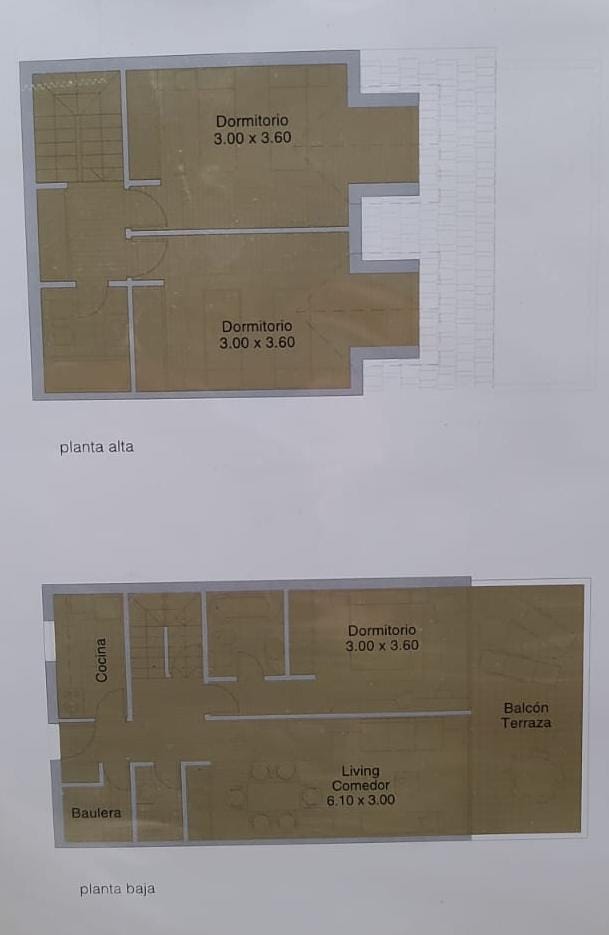 Dormitorio
3.00 x 3.60
Dormitorio
3.00 x 3.60
planta alta
Cocina
Dormitorio
3.00 x 3.60
Balcón
Terraza
Living
Comedor
6.10 x 3.00
Baulera
planta baja